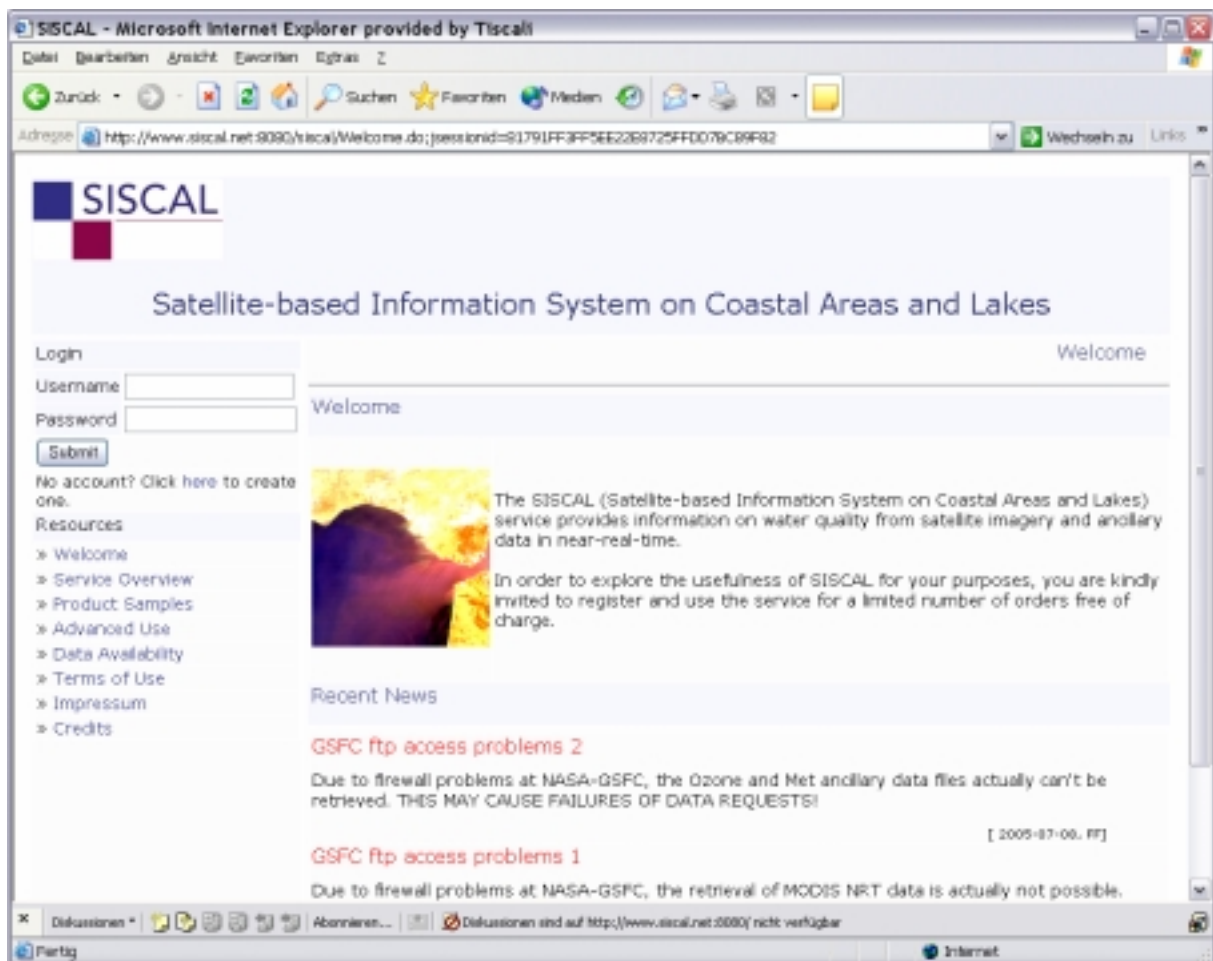 SISCAL - Microsoft Internet Explorer provided by Tiscali
Datei Bearbeiten Ansicht Favoriten Extras ?
Zurück Suchen Favoriten Medien
Adresse http://www.siscal.net:8080/siscal/Welcome.do;jsessionid=81791FF3FF5EE22E8725FFDD7BC89F82 Wechseln zu Links
SISCAL
Satellite-based Information System on Coastal Areas and Lakes
Login
Username
Password
Submit
No account? Click here to create
one.
Resources
» Welcome
» Service Overview
» Product Samples
» Advanced Use
» Data Availability
» Terms of Use
» Impressum
» Credits
Welcome
Welcome
The SISCAL (Satellite-based Information System on Coastal Areas and Lakes)
service provides information on water quality from satellite imagery and ancillary
data in near-real-time.
In order to explore the usefulness of SISCAL for your purposes, you are kindly
invited to register and use the service for a limited number of orders free of
charge.
Recent News
GSFC ftp access problems 2
Due to firewall problems at NASA-GSFC, the Ozone and Met ancillary data files actually can't be
retrieved. THIS MAY CAUSE FAILURES OF DATA REQUESTS!
[ 2005-07-08, FF]
GSFC ftp access problems 1
Due to firewall problems at NASA-GSFC, the retrieval of MODIS NRT data is actually not possible.
Diskussionen Abonnieren... Diskussionen sind auf http://www.siscal.net:8080/ nicht verfügbar
Fertig Internet